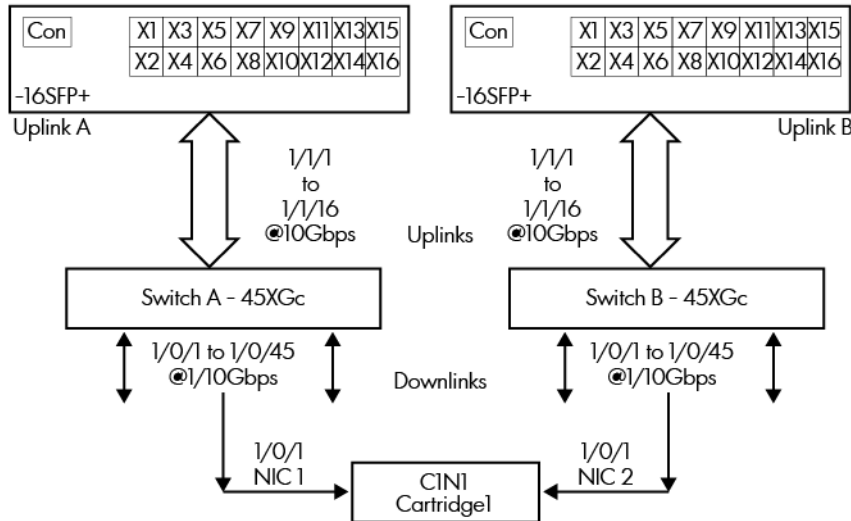 Con X1 X3 X5 X7 X9 X11 X13 X15
X2 X4 X6 X8 X10 X12 X14 X16
-16SFP+
Uplink A
Con X1 X3 X5 X7 X9 X11 X13 X15
X2 X4 X6 X8 X10 X12 X14 X16
-16SFP+
Uplink B
1/1/1
to
1/1/16
@10Gbps
Uplinks
1/1/1
to
1/1/16
@10Gbps
Switch A - 45XGc
Switch B - 45XGc
1/0/1 to 1/0/45
@1/10Gbps
Downlinks
1/0/1 to 1/0/45
@1/10Gbps
1/0/1
NIC 1
C1N1
Cartridge1
1/0/1
NIC 2